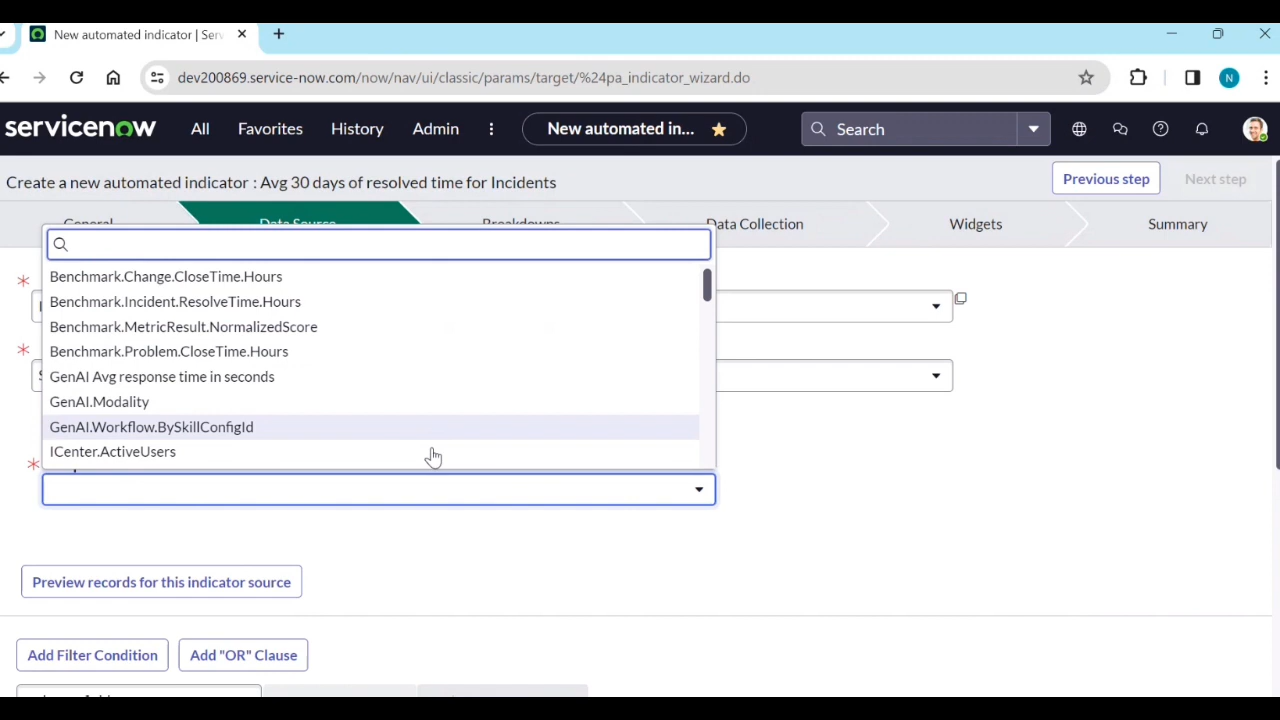 New automated indicator | Serv
dev200869.service-now.com/now/nav/ui/classic/params/target/%24pa_indicator_wizard.do
N
servicenow
All
Favorites
History
Admin
New automated in...
Search
Create a new automated indicator : Avg 30 days of resolved time for Incidents
Previous step
Next step
General
Data Source
Breakdowns
Data Collection
Widgets
Summary
Benchmark.Change.CloseTime.Hours
Benchmark.Incident.ResolveTime.Hours
Benchmark.MetricResult.NormalizedScore
Benchmark.Problem.CloseTime.Hours
GenAI Avg response time in seconds
GenAI.Modality
GenAI.Workflow.BySkillConfigId
ICenter.ActiveUsers
Preview records for this indicator source
Add Filter Condition
Add "OR" Clause